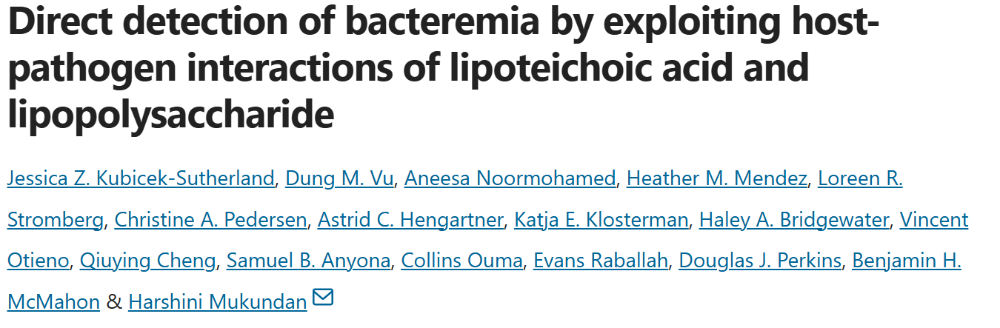 Direct detection of bacteremia by exploiting host-
pathogen interactions of lipoteichoic acid and
lipopolysaccharide
Jessica Z. Kubicek-Sutherland, Dung M. Vu, Aneesa Noormohamed, Heather M. Mendez, Loreen R.
Stromberg, Christine A. Pedersen, Astrid C. Hengartner, Katja E. Klosterman, Haley A. Bridgewater, Vincent
Otieno, Qiuying Cheng, Samuel B. Anyona, Collins Ouma, Evans Raballah, Douglas J. Perkins, Benjamin H.
McMahon & Harshini Mukundan